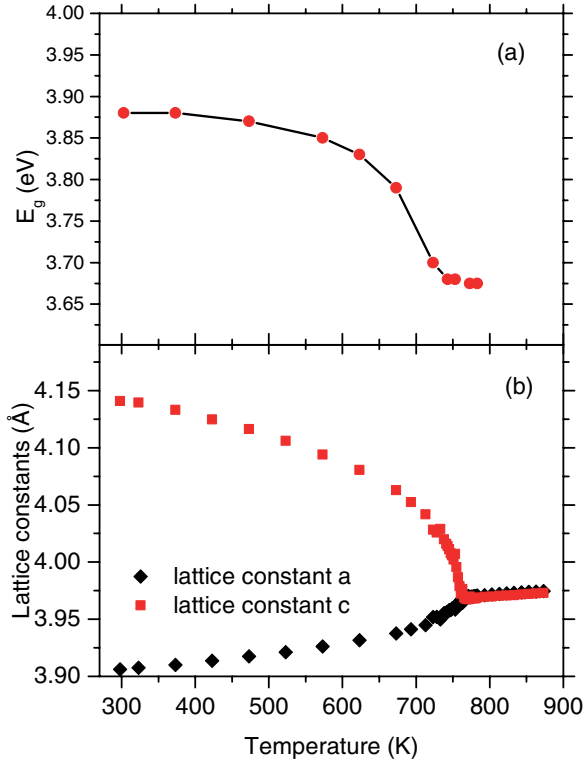 4.00
(a)
3.95
3.90
3.85
3.80
E_g (eV)
3.75
3.70
3.65
4.15
(b)
4.10
4.05
Lattice constants (Å)
4.00
lattice constant a
lattice constant c
3.95
3.90
300 400 500 600 700 800 900
Temperature (K)